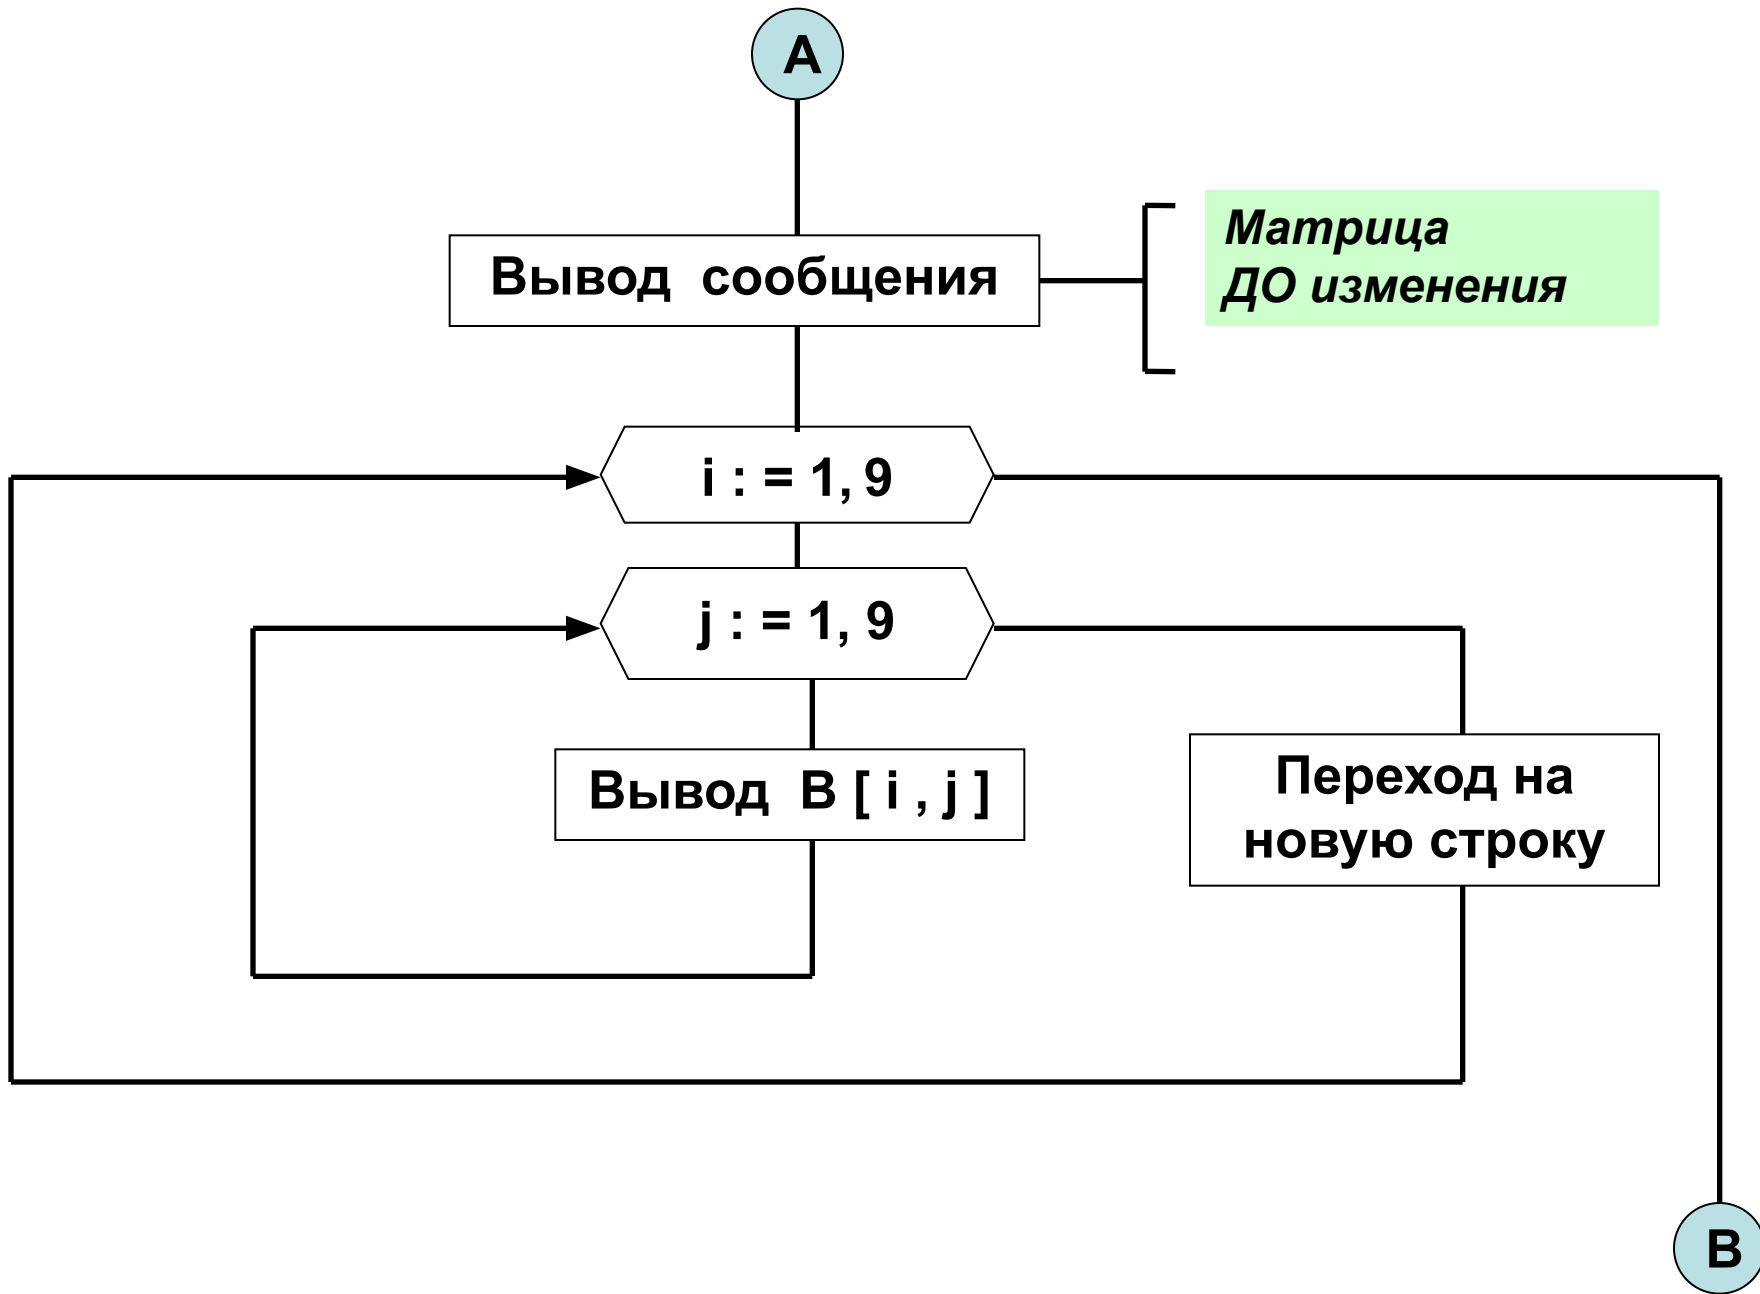 А
Вывод сообщения
Матрица
ДО изменения
i : = 1, 9
j : = 1, 9
Вывод В [ i , j ]
Переход на
новую строку
В